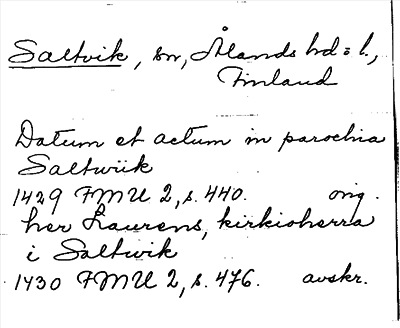 Saltvik, sn, Ålands hd o l.,
Finland
Datum et actum in parochia
Saltwiik
1429 FMU 2, s. 440. orig.
her Laurens, kirkioherra
i Saltwik
1430 FMU 2, s. 476. avskr.